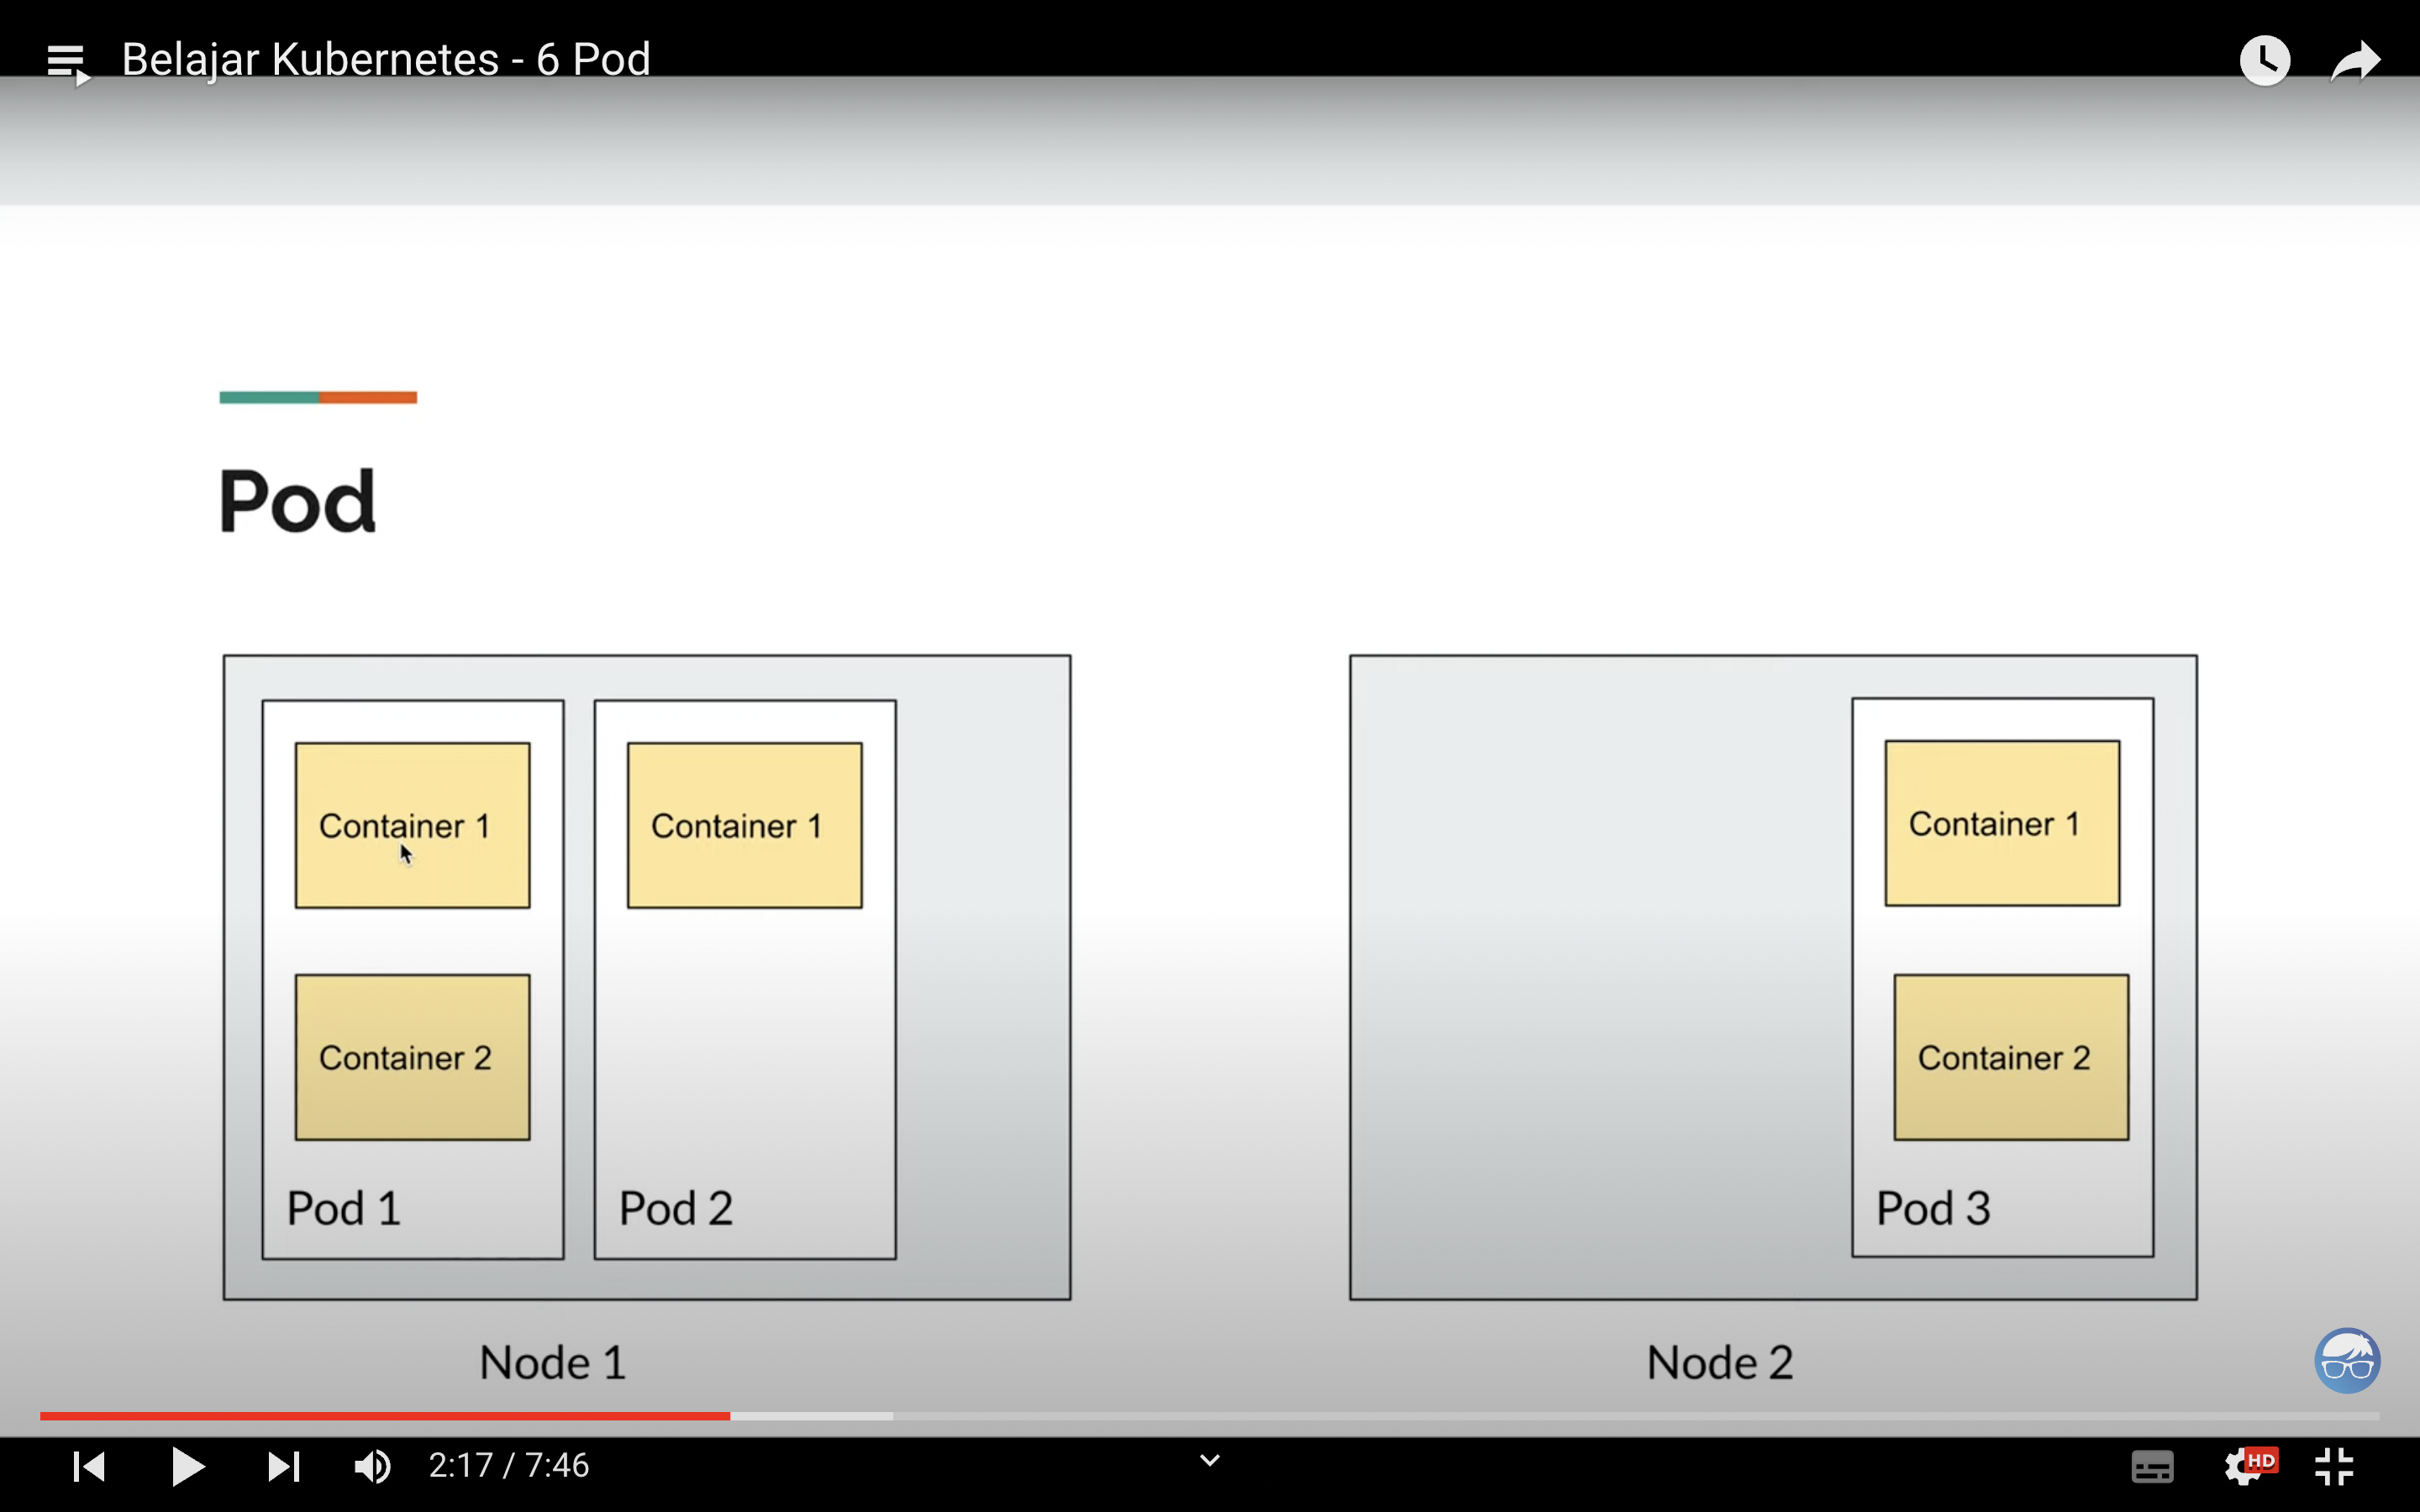 Belajar Kubernetes - 6 Pod
Pod
Container 1
Container 2
Pod 1
Container 1
Pod 2
Node 1
Container 1
Container 2
Pod 3
Node 2
2:17 / 7:46
HD